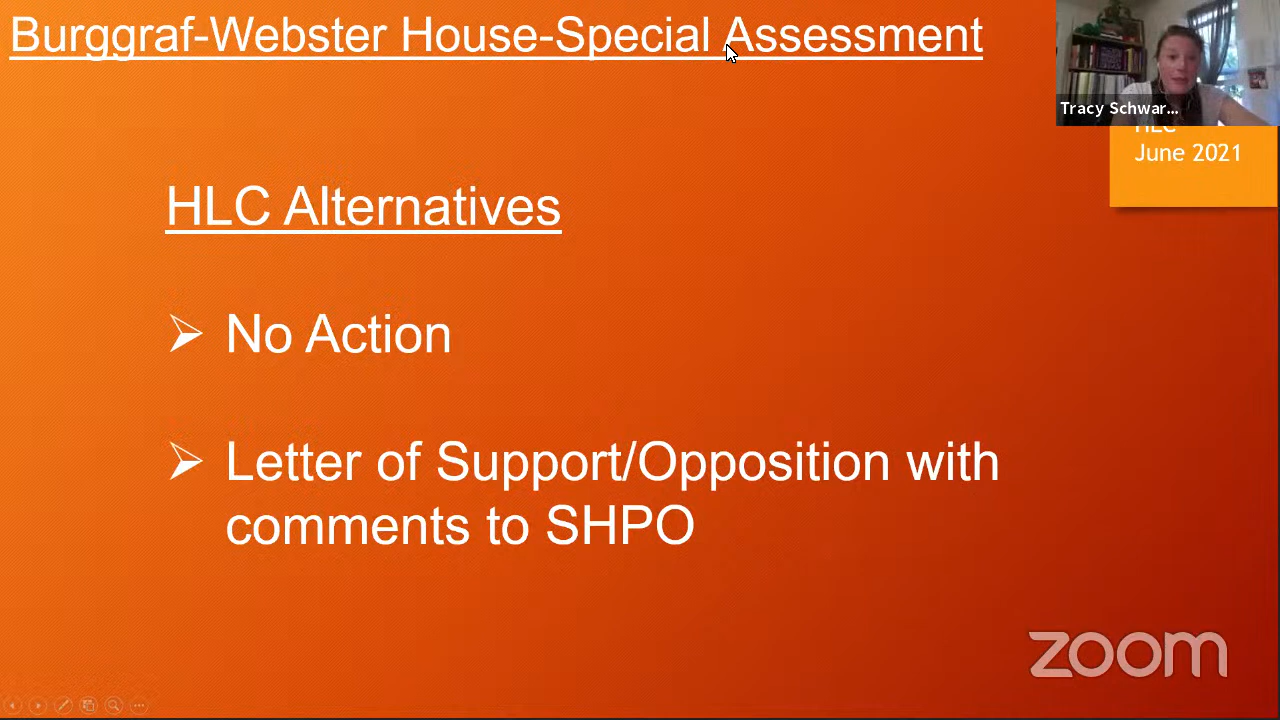 Burggraf-Webster House-Special Assessment
Tracy Schwar...
HLC
June 2021
HLC Alternatives
➢ No Action
➢ Letter of Support/Opposition with
comments to SHPO
zoom